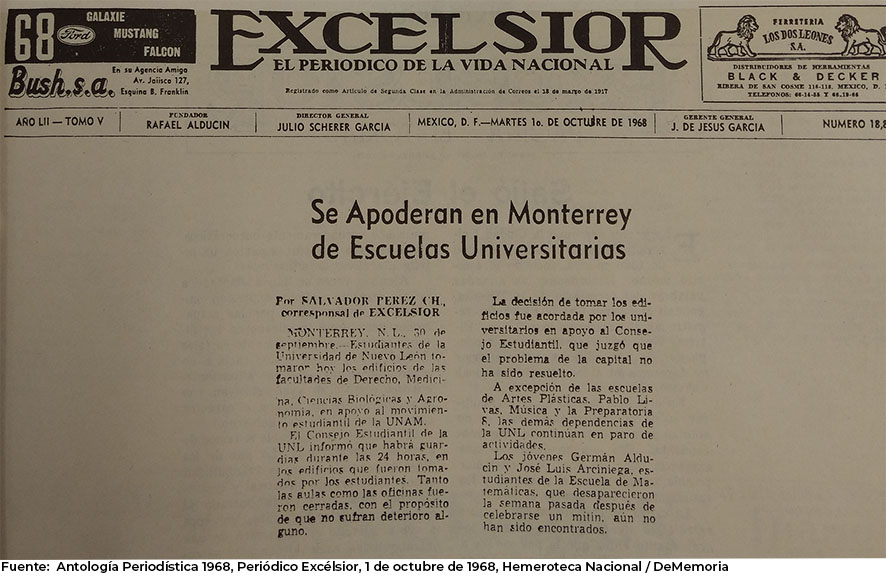 68
GALAXIE
Ford
MUSTANG
FALCON
Bush.s.a.
En su Agencia Amiga
Av. Jalisco 127,
Esquina B. Franklin
EXCELSIOR
EL PERIODICO DE LA VIDA NACIONAL
Registrado como Artículo de Segunda Clase en la Administración de Correos el 18 de marzo de 1917
FERRETERIA
LOS DOS LEONES
S.A.
DISTRIBUIDORES DE HERRAMIENTAS
BLACK & DECKER
RIBERA DE SAN COSME 116-118. MEXICO, D.
TELEFONOS:
AÑO LII — TOMO V
FUNDADOR
RAFAEL ALDUCIN
DIRECTOR GENERAL
JULIO SCHERER GARCIA
MEXICO, D. F.—MARTES 1o. DE OCTUBRE DE 1968
GERENTE GENERAL
J. DE JESUS GARCIA
NUMERO 18,8
Se Apoderan en Monterrey
de Escuelas Universitarias
Por SALVADOR PEREZ CH.,
corresponsal de EXCELSIOR
MONTERREY, N. L., 30 de
septiembre.—Estudiantes de la
Universidad de Nuevo León to-
maron hoy los edificios de las
facultades de Derecho, Medici-
na, Ciencias Biológicas y Agro-
nomía, en apoyo al movimien-
to estudiantil de la UNAM.
El Consejo Estudiantil de la
UNL informó que habrá guar-
dias durante las 24 horas, en
los edificios que fueron toma-
dos por los estudiantes. Tanto
las aulas como las oficinas fue-
ron cerradas, con el propósito
de que no sufran deterioro al-
guno.
La decisión de tomar los edi-
ficios fue acordada por los uni-
versitarios en apoyo al Conse-
jo Estudiantil, que juzgó que
el problema de la capital no
ha sido resuelto.
A excepción de las escuelas
de Artes Plásticas, Pablo Li-
vas, Música y la Preparatoria
8, las demás dependencias de
la UNL continúan en paro de
actividades.
Los jóvenes Germán Aldu-
cin y José Luis Arciniega, es-
tudiantes de la Escuela de Ma-
temáticas, que desaparecieron
la semana pasada después de
celebrarse un mitin, aún no
han sido encontrados.
Fuente: Antología Periodística 1968, Periódico Excélsior, 1 de octubre de 1968, Hemeroteca Nacional / DeMemoria